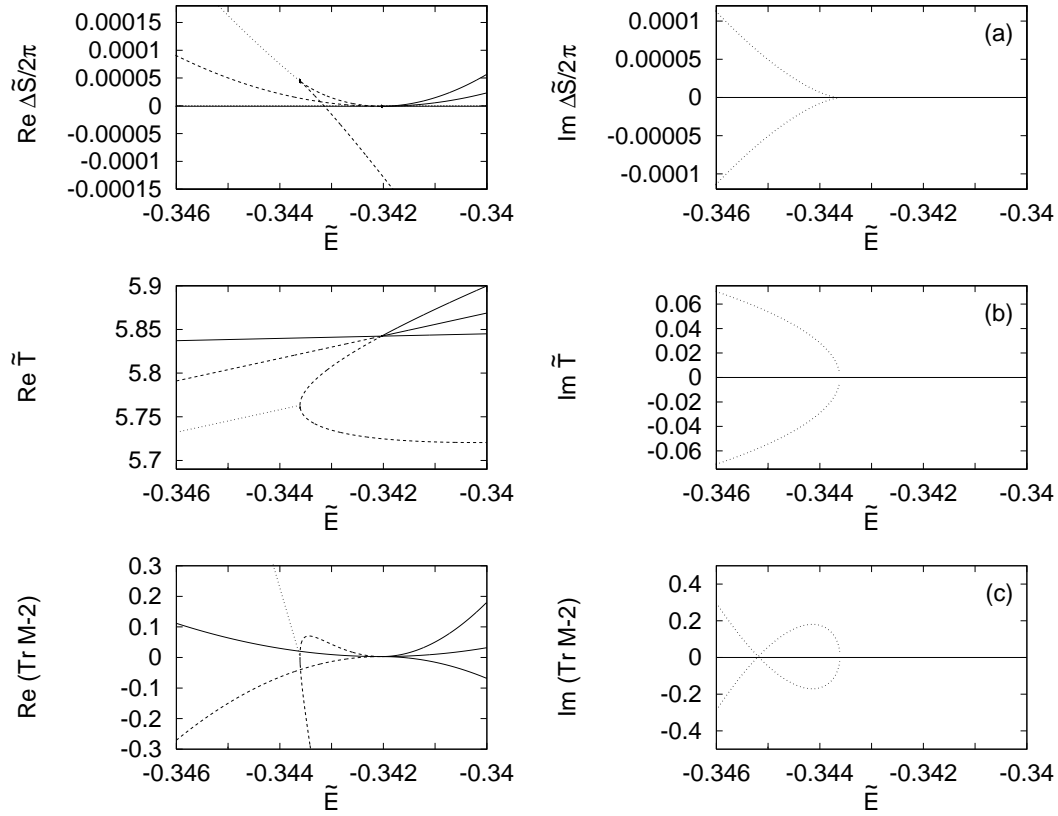 Re ΔS̃/2π
0.00015
0.0001
0.00005
0
-0.00005
-0.0001
-0.00015
-0.346 -0.344 -0.342 -0.34
Ẽ
Im ΔS̃/2π
(a)
0.0001
0.00005
0
-0.00005
-0.0001
-0.346 -0.344 -0.342 -0.34
Ẽ
Re T̃
5.9
5.85
5.8
5.75
5.7
-0.346 -0.344 -0.342 -0.34
Ẽ
Im T̃
(b)
0.06
0.04
0.02
0
-0.02
-0.04
-0.06
-0.346 -0.344 -0.342 -0.34
Ẽ
Re (Tr M-2)
0.3
0.2
0.1
0
-0.1
-0.2
-0.3
-0.346 -0.344 -0.342 -0.34
Ẽ
Im (Tr M-2)
(c)
0.4
0.2
0
-0.2
-0.4
-0.346 -0.344 -0.342 -0.34
Ẽ